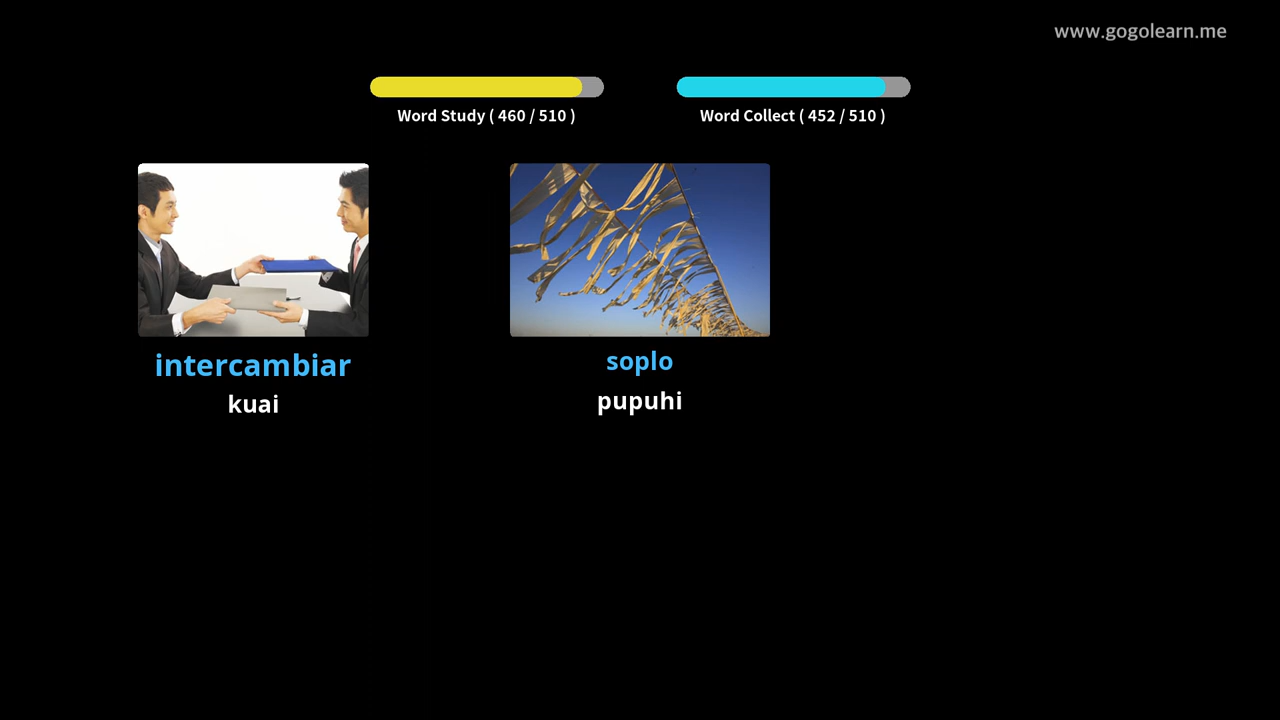 www.gogolearn.me
Word Study ( 460 / 510 )
Word Collect ( 452 / 510 )
intercambiar
kuai
soplo
pupuhi